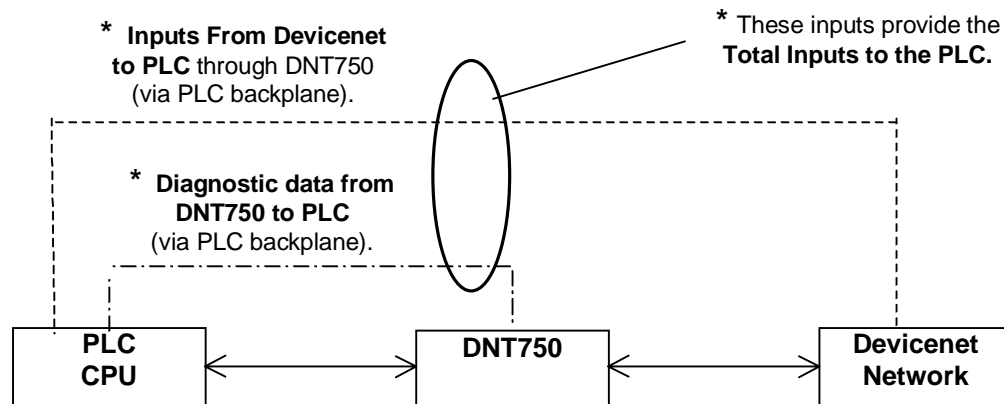 * Inputs From Devicenet
to PLC through DNT750
(via PLC backplane).
* These inputs provide the
Total Inputs to the PLC.
* Diagnostic data from
DNT750 to PLC
(via PLC backplane).
PLC
CPU
DNT750
Devicenet
Network